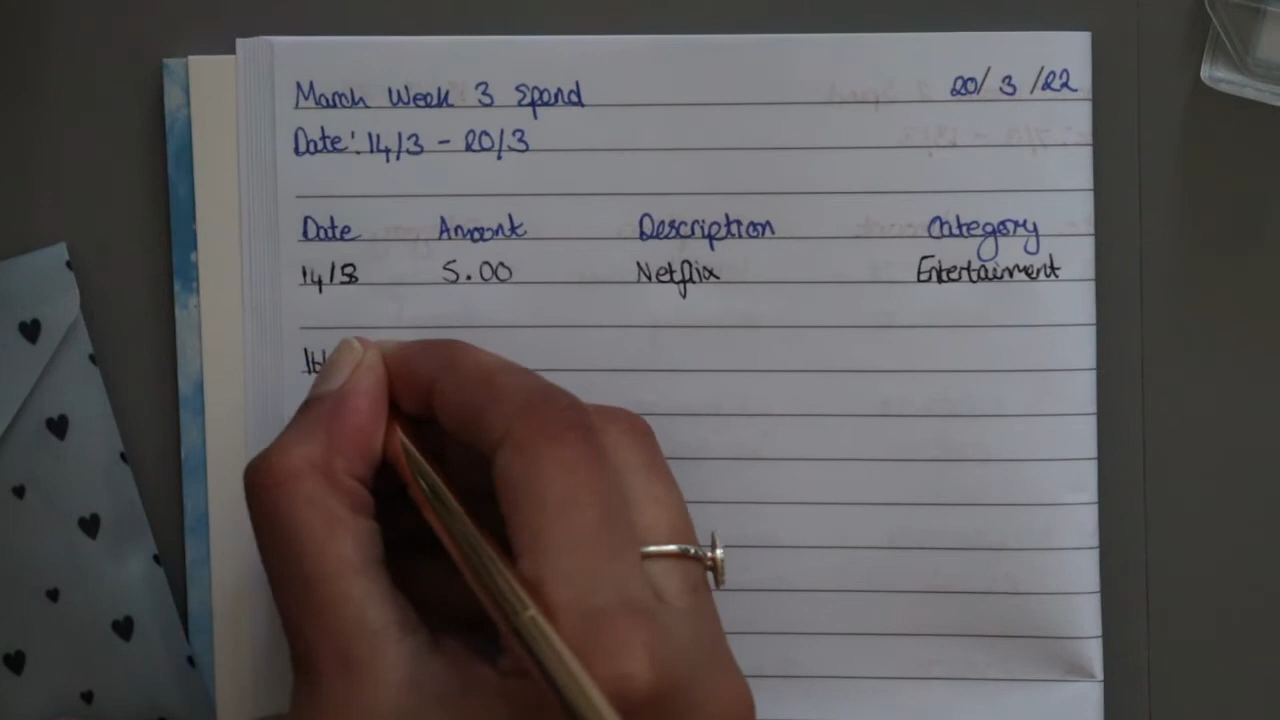 March Week 3 Spend 20/3/22
Date: 14/3 - 20/3
Date Amount Description Category
14/3 5.00 Netflix Entertainment
16